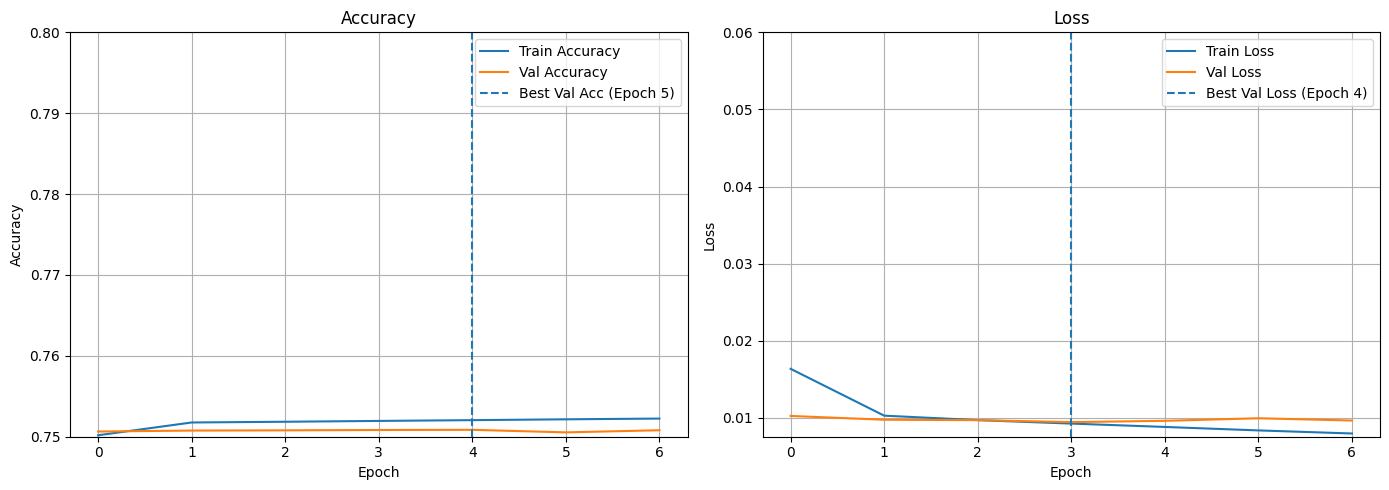 Accuracy
0.80
0.79
0.78
0.77
0.76
0.75
Accuracy
Train Accuracy
Val Accuracy
Best Val Acc (Epoch 5)
0 1 2 3 4 5 6
Epoch
Loss
0.06
0.05
0.04
0.03
0.02
0.01
Loss
Train Loss
Val Loss
Best Val Loss (Epoch 4)
0 1 2 3 4 5 6
Epoch